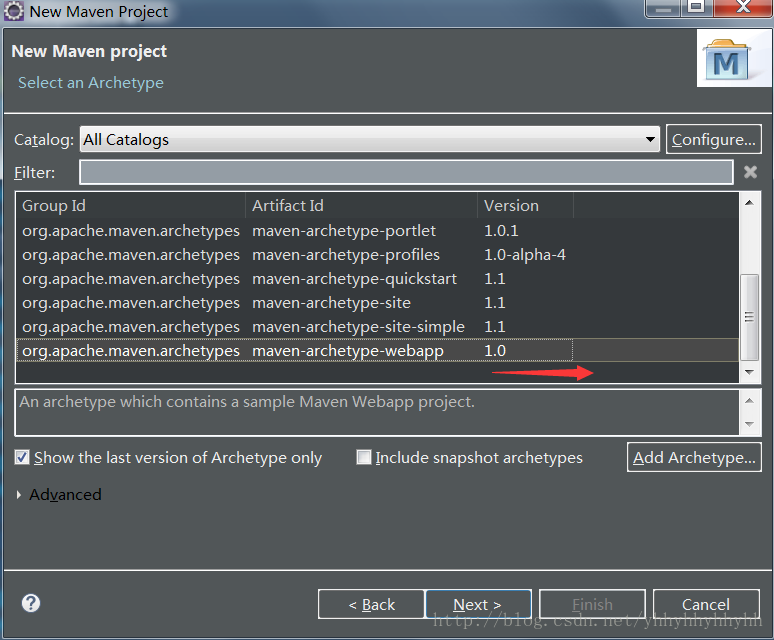 New Maven Project
New Maven project
Select an Archetype
M
Catalog: All Catalogs Configure...
Filter:
Group Id Artifact Id Version
org.apache.maven.archetypes maven-archetype-portlet 1.0.1
org.apache.maven.archetypes maven-archetype-profiles 1.0-alpha-4
org.apache.maven.archetypes maven-archetype-quickstart 1.1
org.apache.maven.archetypes maven-archetype-site 1.1
org.apache.maven.archetypes maven-archetype-site-simple 1.1
org.apache.maven.archetypes maven-archetype-webapp 1.0
An archetype which contains a sample Maven Webapp project.
Show the last version of Archetype only Include snapshot archetypes Add Archetype...
Advanced
? < Back Next > Finish Cancel
http://blog.csdn.net/yhhyhhyhhyhh